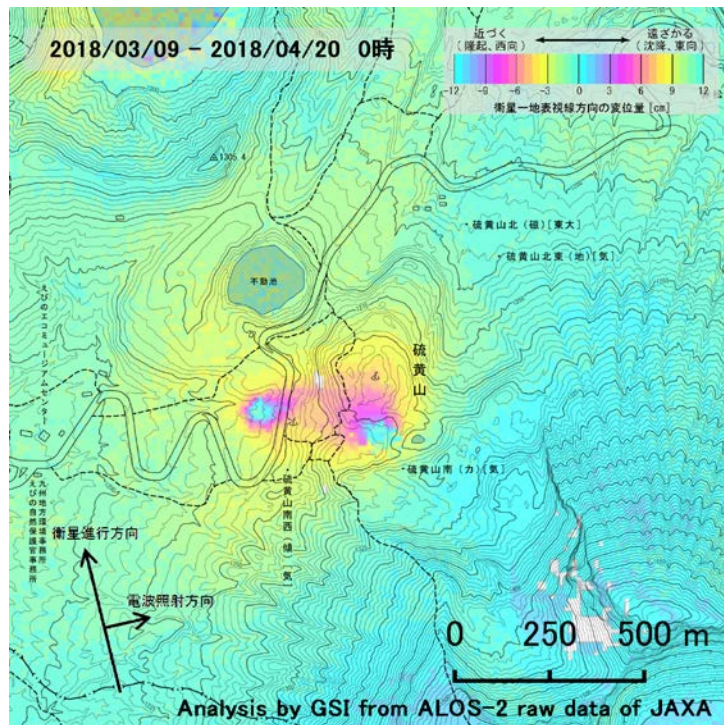 2018/03/09 - 2018/04/20 0時
近づく
(隆起、西向)
遠ざかる
(沈降、東向)
-12 -9 -6 -3 0 3 6 9 12
衛星ー地表視線方向の変位量[cm]
1305.4
・硫黄山北(磁)[東大]
・硫黄山北東(地)[気]
不動池
えびのエコミュージアムセンター
硫黄山
・硫黄山南(カ)[気]
・硫黄山南西(傾)[気]
九州地方環境事務所
えびの自然保護官事務所
衛星進行方向
電波照射方向
0 250 500 m
Analysis by GSI from ALOS-2 raw data of JAXA